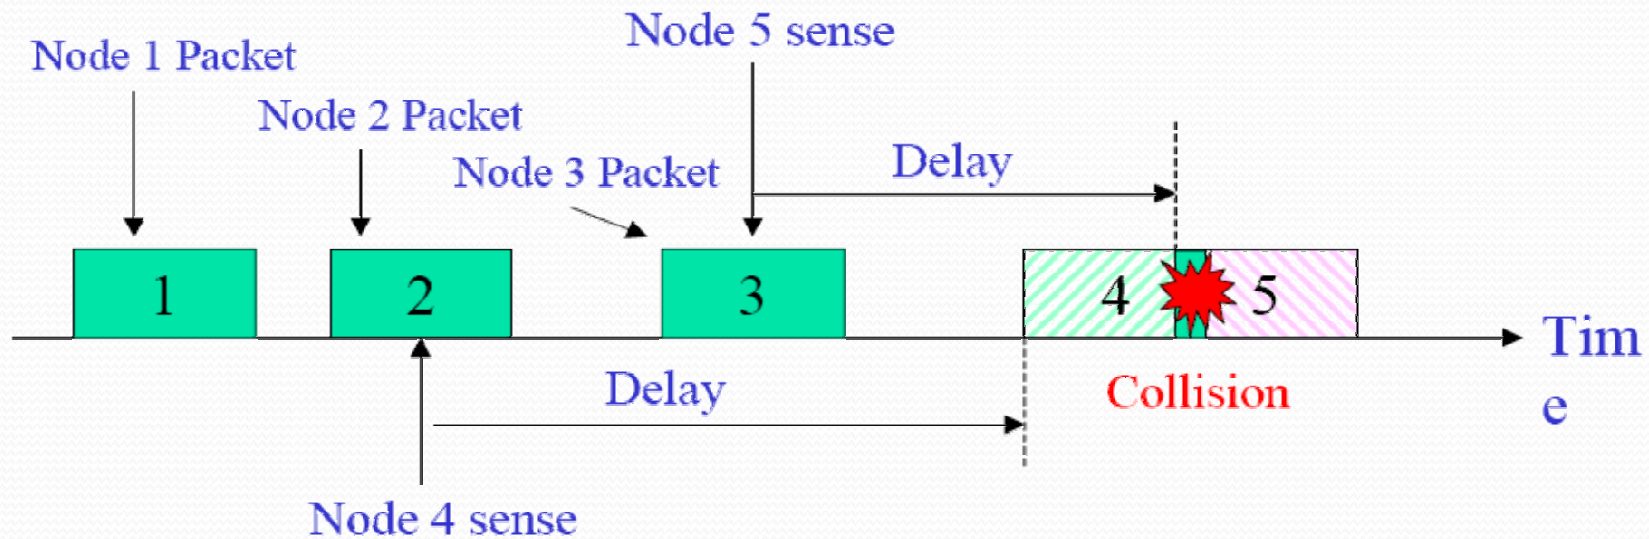 Node 5 sense
Node 1 Packet
Node 2 Packet
Delay
Node 3 Packet
1
2
3
4
5
Tim
e
Delay
Collision
Node 4 sense